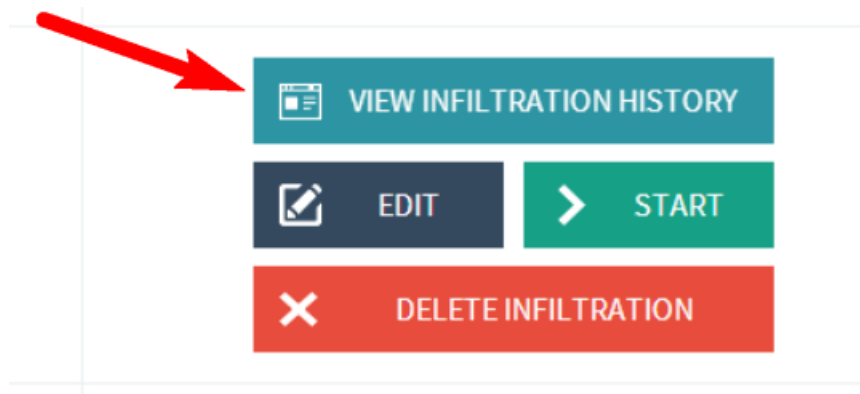 VIEW INFILTRATION HISTORY
EDIT
START
DELETE INFILTRATION